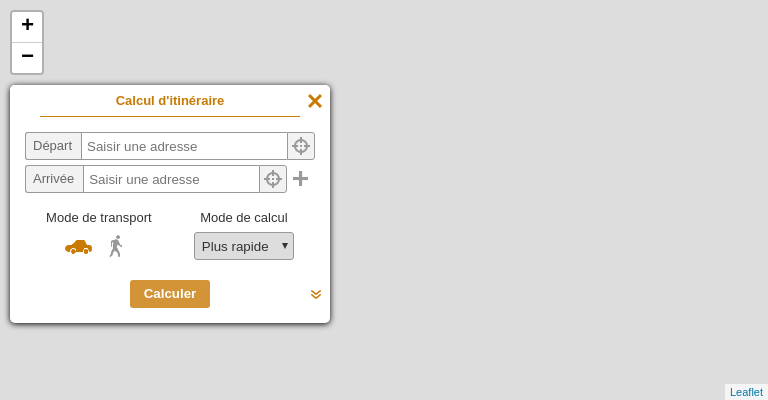 +
−
Calcul d'itinéraire
Départ Saisir une adresse
Arrivée Saisir une adresse
Mode de transport Mode de calcul
Plus rapide
Calculer
Leaflet